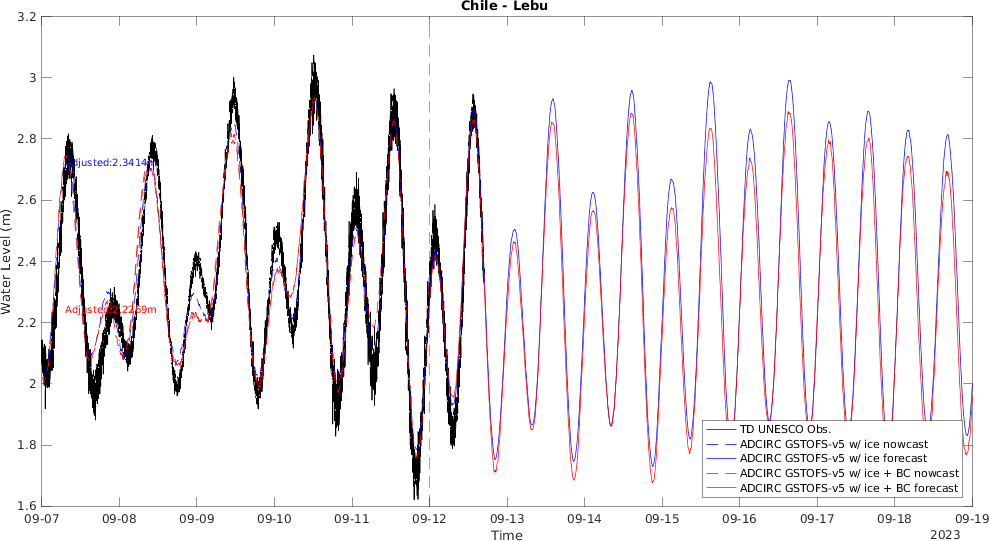 Chile - Lebu
3.2
3
2.8
2.6
2.4
2.2
2
1.8
1.6
Water Level (m)
Adjusted:2.3414m
Adjusted:2.2269m
TD UNESCO Obs.
ADCIRC GSTOFS-v5 w/ ice nowcast
ADCIRC GSTOFS-v5 w/ ice forecast
ADCIRC GSTOFS-v5 w/ ice + BC nowcast
ADCIRC GSTOFS-v5 w/ ice + BC forecast
09-07 09-08 09-09 09-10 09-11 09-12 09-13 09-14 09-15 09-16 09-17 09-18 09-19
Time
2023